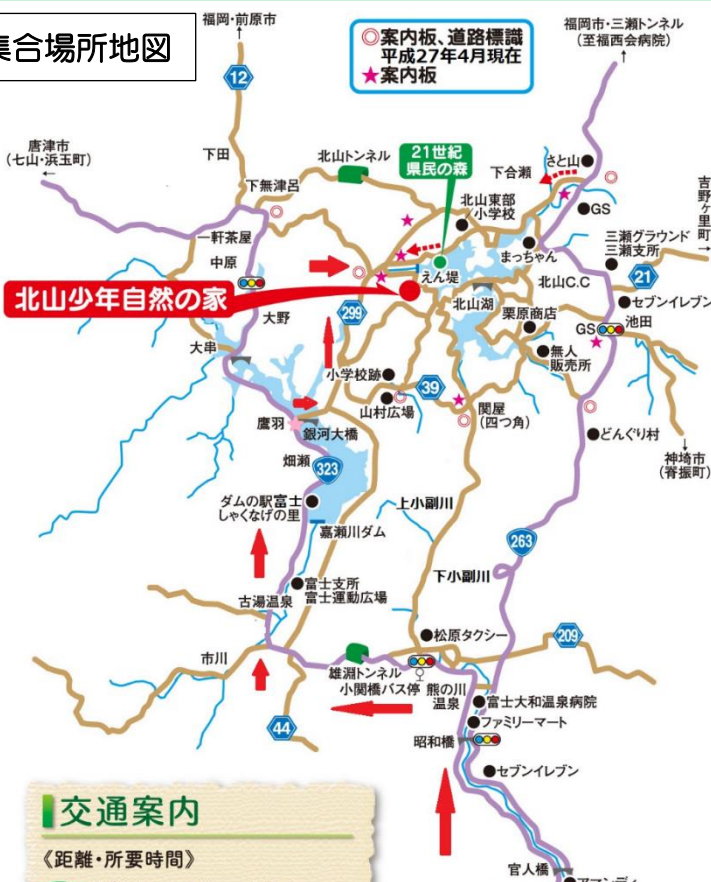 集合場所地図
福岡・前原市
福岡市・三瀬トンネル
(至福西会病院)
◎案内板、道路標識
平成27年4月現在
★案内板
12
唐津市
(七山・浜玉町)
下田
北山トンネル
21世紀
県民の森
下合瀬
さと山
下無津呂
北山東部
小学校
GS
吉野ヶ里町
一軒茶屋
中原
まっちゃん
三瀬グラウンド
三瀬支所
えん堤
北山C.C
21
北山少年自然の家
北山湖
セブンイレブン
大野
299
栗原商店
GS
池田
大串
無人
販売所
小学校跡
39
山村広場
関屋
(四つ角)
鷹羽
銀河大橋
どんぐり村
神埼市
(脊振町)
畑瀬
323
ダムの駅富士
しゃくなげの里
上小副川
嘉瀬川ダム
263
富士支所
富士運動広場
下小副川
古湯温泉
松原タクシー
209
市川
雄淵トンネル
小関橋バス停
熊の川
温泉
富士大和温泉病院
44
ファミリーマート
昭和橋
セブンイレブン
交通案内
《距離・所要時間》
官人橋
アマンディ